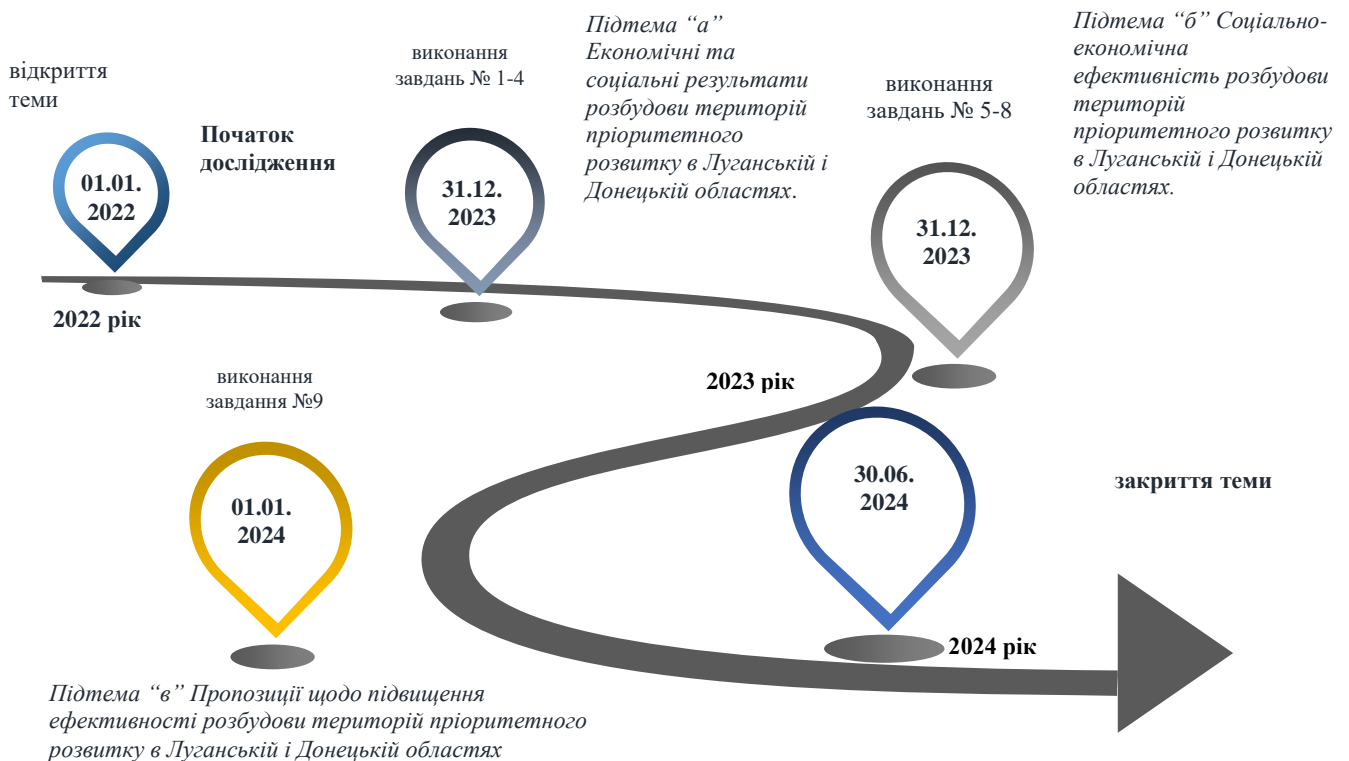 відкриття
теми
01.01.
2022
Початок
дослідження
2022 рік
виконання
завдань № 1-4
31.12.
2023
Підтема “а”
Економічні та
соціальні результати
розбудови територій
пріоритетного
розвитку в Луганській і
Донецькій областях.
виконання
завдань № 5-8
31.12.
2023
Підтема “б” Соціально-
економічна
ефективність розбудови
територій
пріоритетного розвитку
в Луганській і Донецькій
областях.
2023 рік
виконання
завдання №9
01.01.
2024
Підтема “в” Пропозиції щодо підвищення
ефективності розбудови територій пріоритетного
розвитку в Луганській і Донецькій областях
30.06.
2024
закриття теми
2024 рік